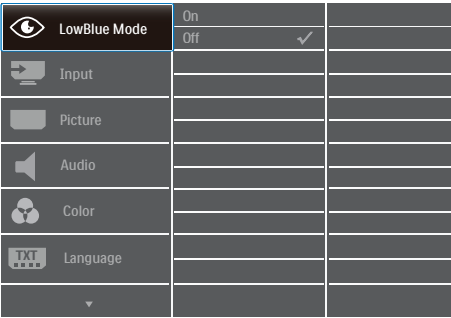 LowBlue Mode
On
Off
Input
Picture
Audio
Color
TXT
Language